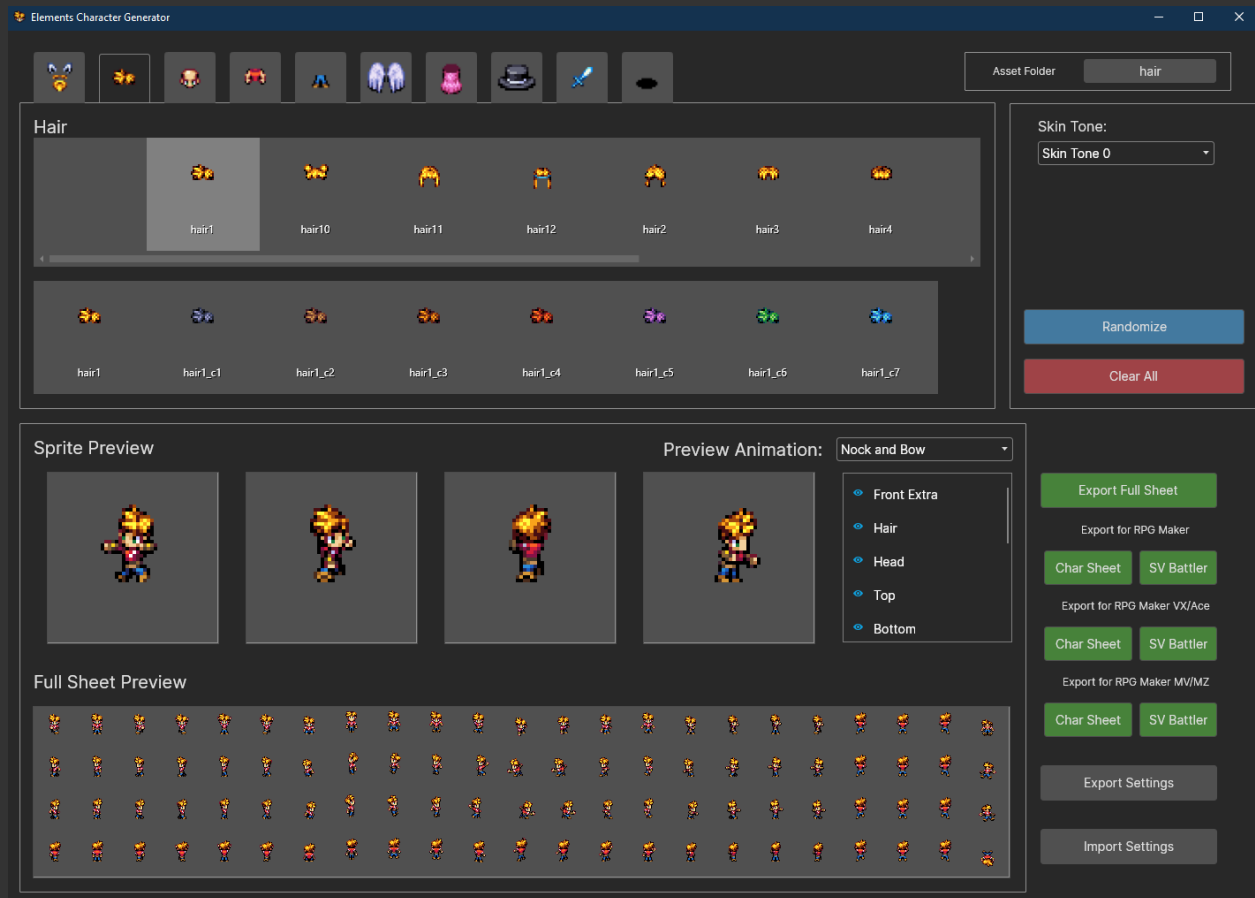 Elements Character Generator
Asset Folder
hair
Hair
hair1
hair10
hair11
hair12
hair2
hair3
hair4
hair1
hair1_c1
hair1_c2
hair1_c3
hair1_c4
hair1_c5
hair1_c6
hair1_c7
Skin Tone:
Skin Tone 0
Randomize
Clear All
Sprite Preview
Preview Animation:
Nock and Bow
Front Extra
Hair
Head
Top
Bottom
Full Sheet Preview
Export Full Sheet
Export for RPG Maker
Char Sheet
SV Battler
Export for RPG Maker VX/Ace
Char Sheet
SV Battler
Export for RPG Maker MV/MZ
Char Sheet
SV Battler
Export Settings
Import Settings